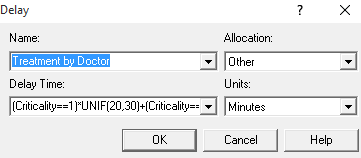 Delay
? ×
Name:
Allocation:
Treatment by Doctor
Other
Delay Time:
Units:
(Criticality==1)*UNIF(20,30)+(Criticality==
Minutes
OK
Cancel
Help